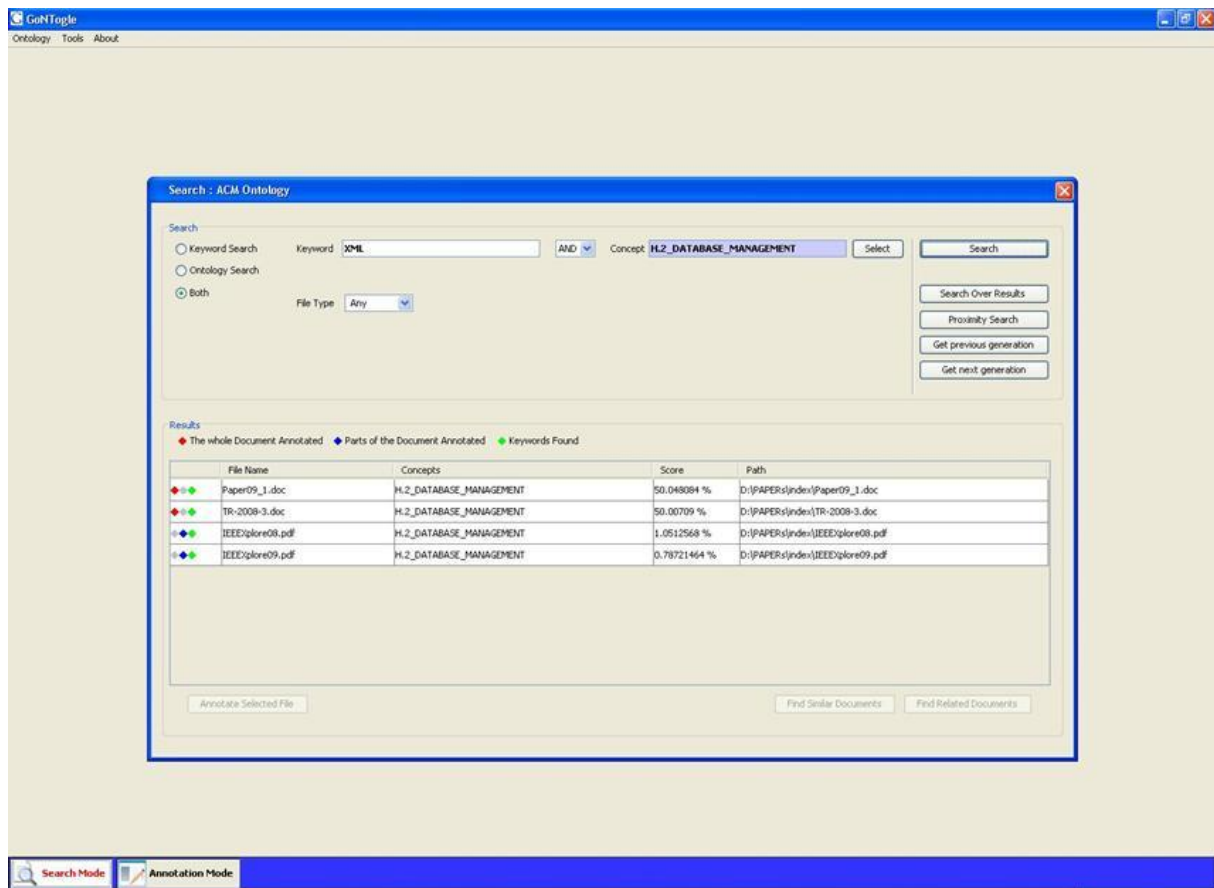 GoNTogle
Ontology Tools About
Search : ACM Ontology
Search
Keyword Search Keyword XML AND Concept H.2_DATABASE_MANAGEMENT Select Search
Ontology Search
Both
File Type Any
Search Over Results
Proximity Search
Get previous generation
Get next generation
Results
The whole Document Annotated Parts of the Document Annotated Keywords Found
File Name Concepts Score Path
Paper09_1.doc H.2_DATABASE_MANAGEMENT 50.048084 % D:\PAPERs\index\Paper09_1.doc
TR-2008-3.doc H.2_DATABASE_MANAGEMENT 50.00709 % D:\PAPERs\index\TR-2008-3.doc
IEEEXplore08.pdf H.2_DATABASE_MANAGEMENT 1.0512568 % D:\PAPERs\index\IEEEXplore08.pdf
IEEEXplore09.pdf H.2_DATABASE_MANAGEMENT 0.78721464 % D:\PAPERs\index\IEEEXplore09.pdf
Annotate Selected File Find Similar Documents Find Related Documents
Search Mode Annotation Mode